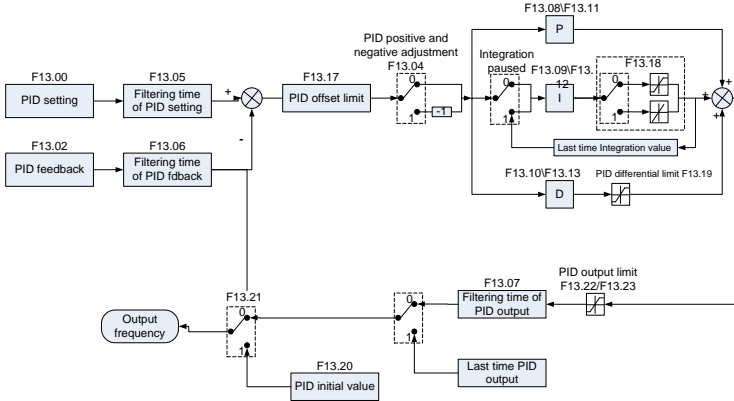 F13.08\F13.11
P
PID positive and
negative adjustment
F13.04
Integration
paused
F13.18
F13.00
F13.05
F13.17
F13.09\F13.
12
PID setting
Filtering time
of PID setting
+
PID offset limit
0
1
-1
0
1
I
0
1
+
+
+
-
F13.02
F13.06
Last time Integration value
PID feedback
Filtering time
of PID fdback
F13.10\F13.13
PID differential limit F13.19
D
F13.07
PID output limit
F13.22/F13.23
F13.21
Filtering time of
PID output
Output
frequency
0
1
0
1
F13.20
PID initial value
Last time PID
output